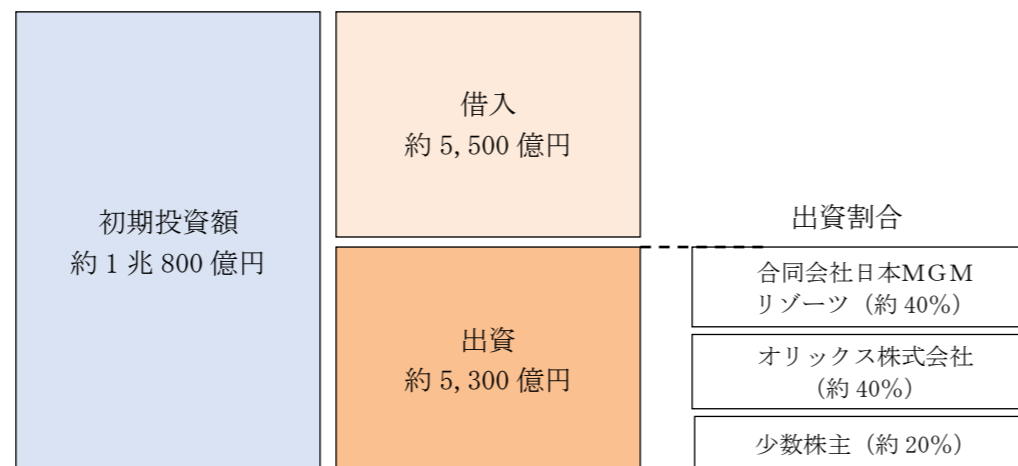 初期投資額
約 1 兆 800 億円
借入
約 5,500 億円
出資
約 5,300 億円
出資割合
合同会社日本MGM
リゾーツ（約 40%）
オリックス株式会社
（約 40%）
少数株主（約 20%）